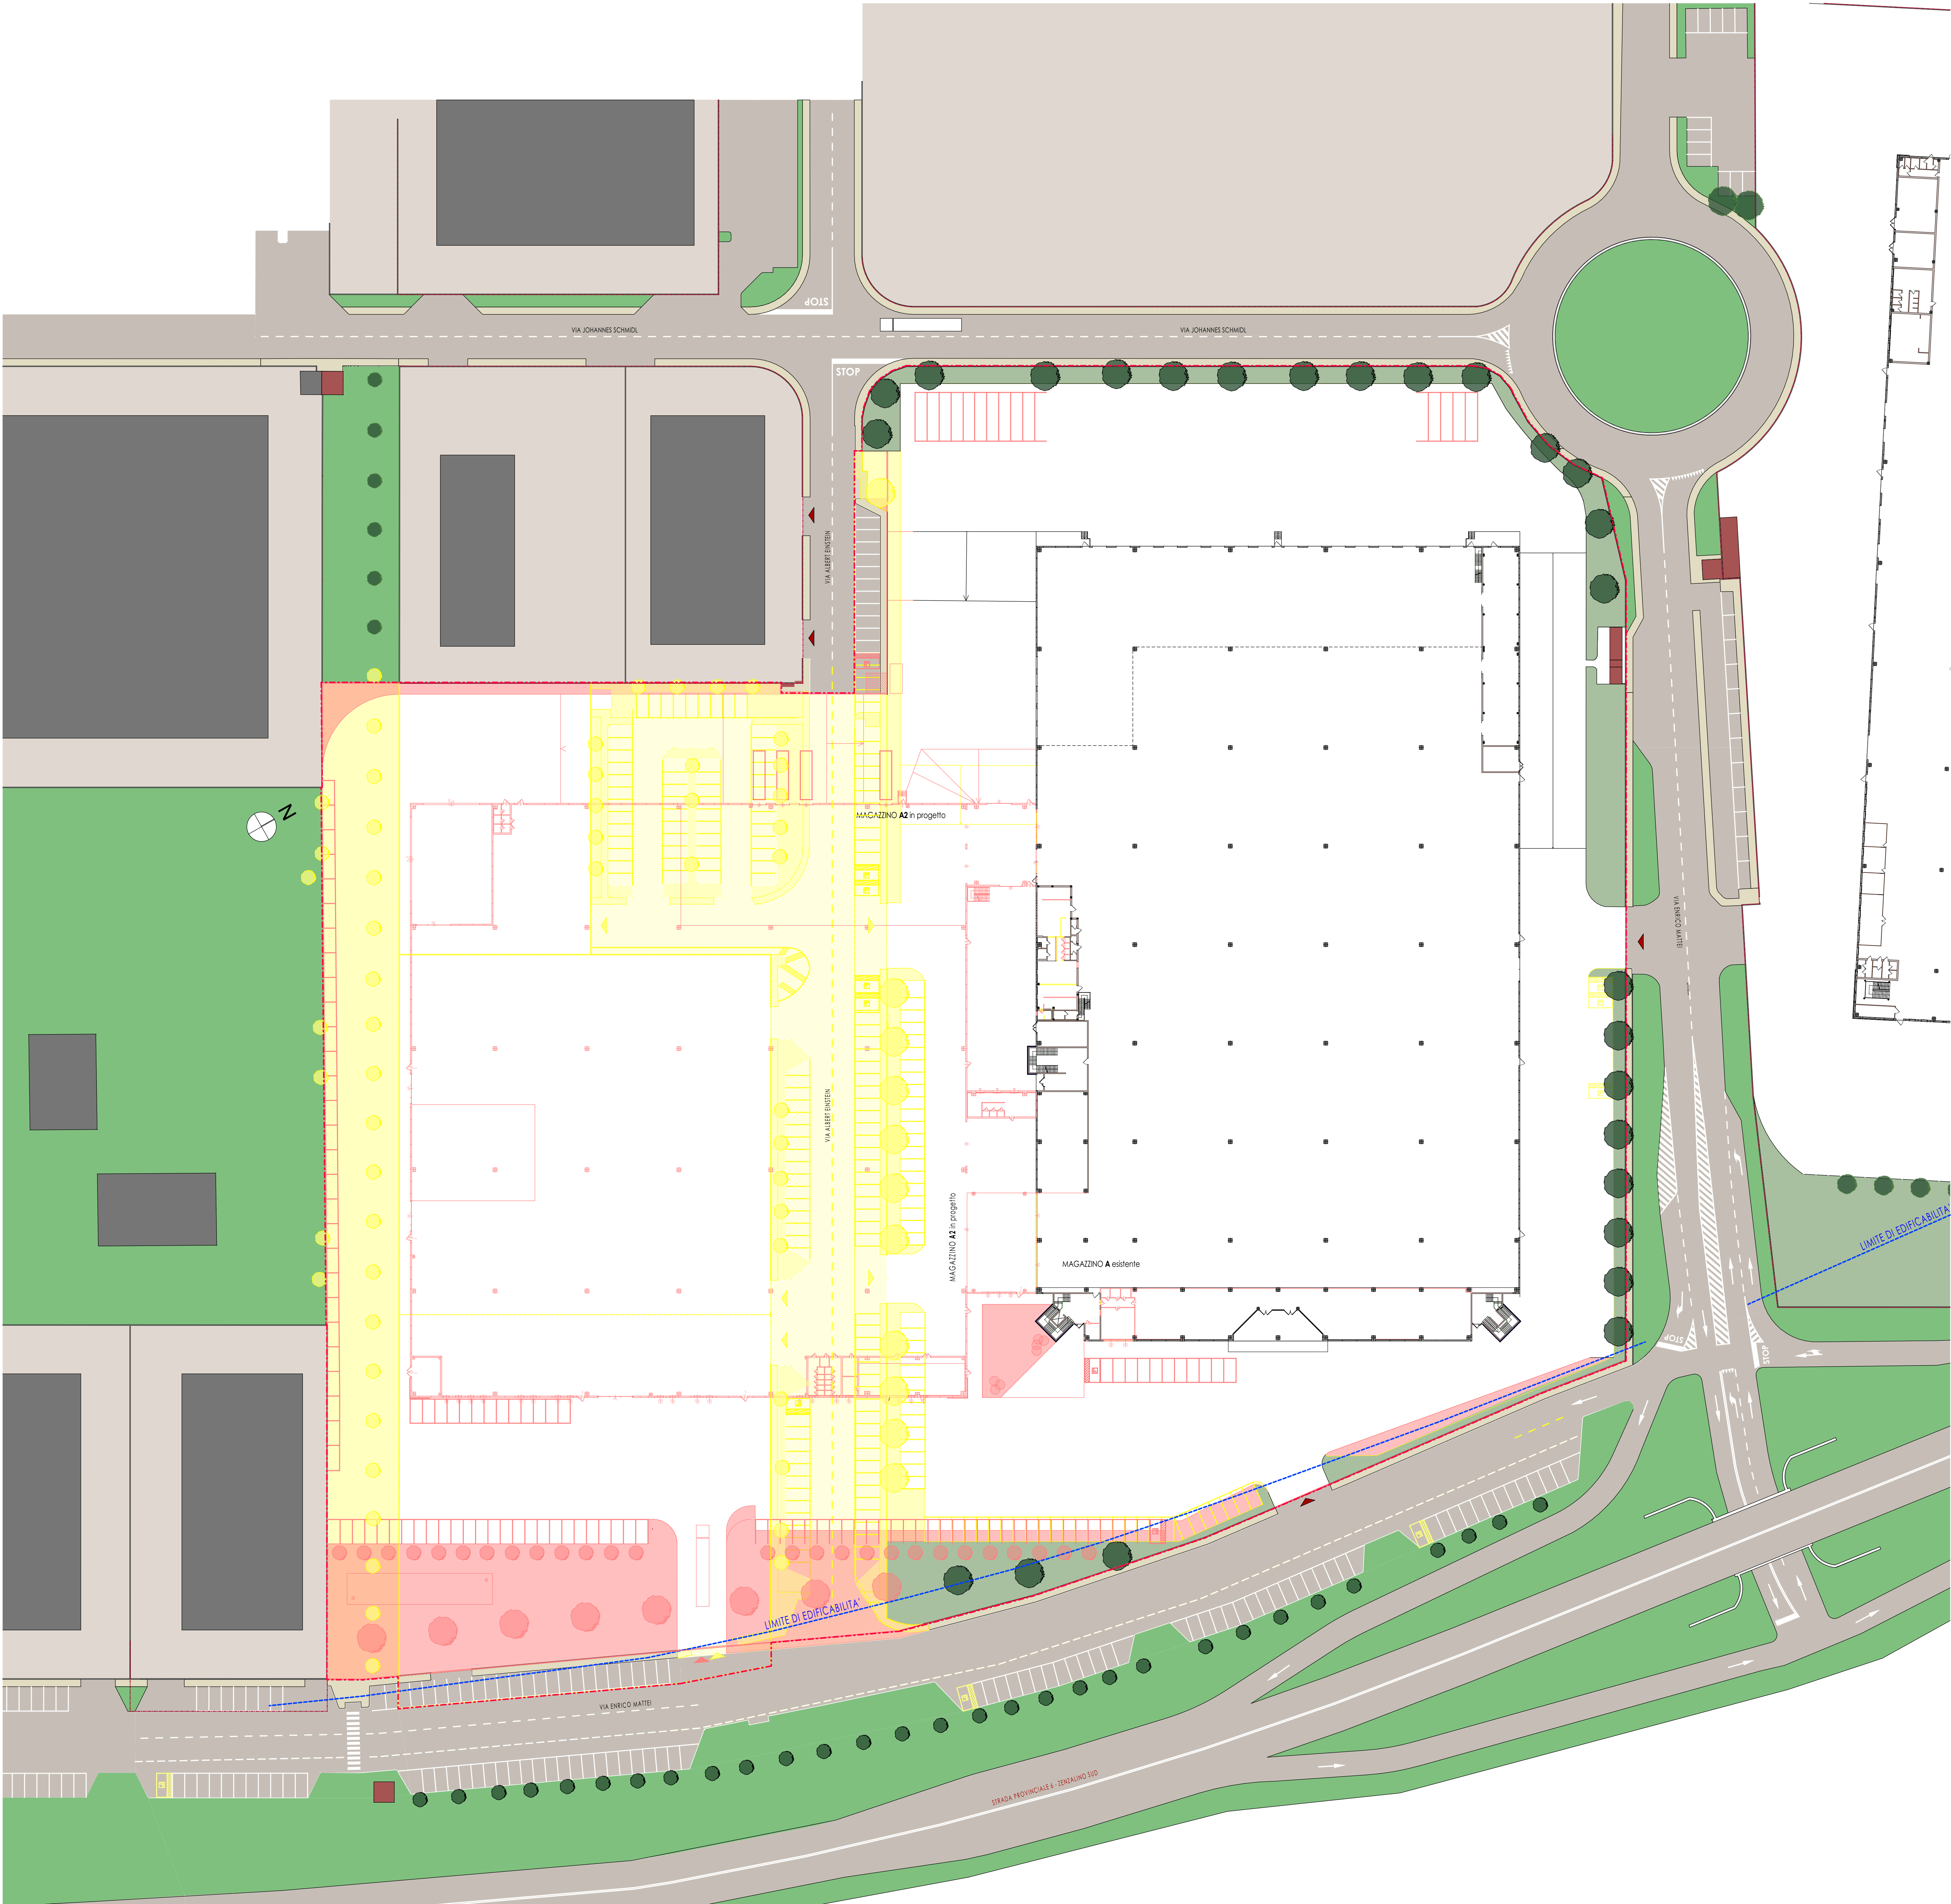 STOP
VIA JOHANNES SCHMIDL
VIA JOHANNES SCHMIDL
STOP
VIA ALBERT EINSTEIN
N
MAGAZZINO A2 in progetto
VIA ENRICO MATTEI
VIA ALBERT EINSTEIN
MAGAZZINO A2 in progetto
LIMITE DI EDIFICABILITA'
MAGAZZINO A esistente
STOP
STOP
LIMITE DI EDIFICABILITA'
VIA ENRICO MATTEI
STRADA PROVINCIALE 6 - ZENZALINO SUD